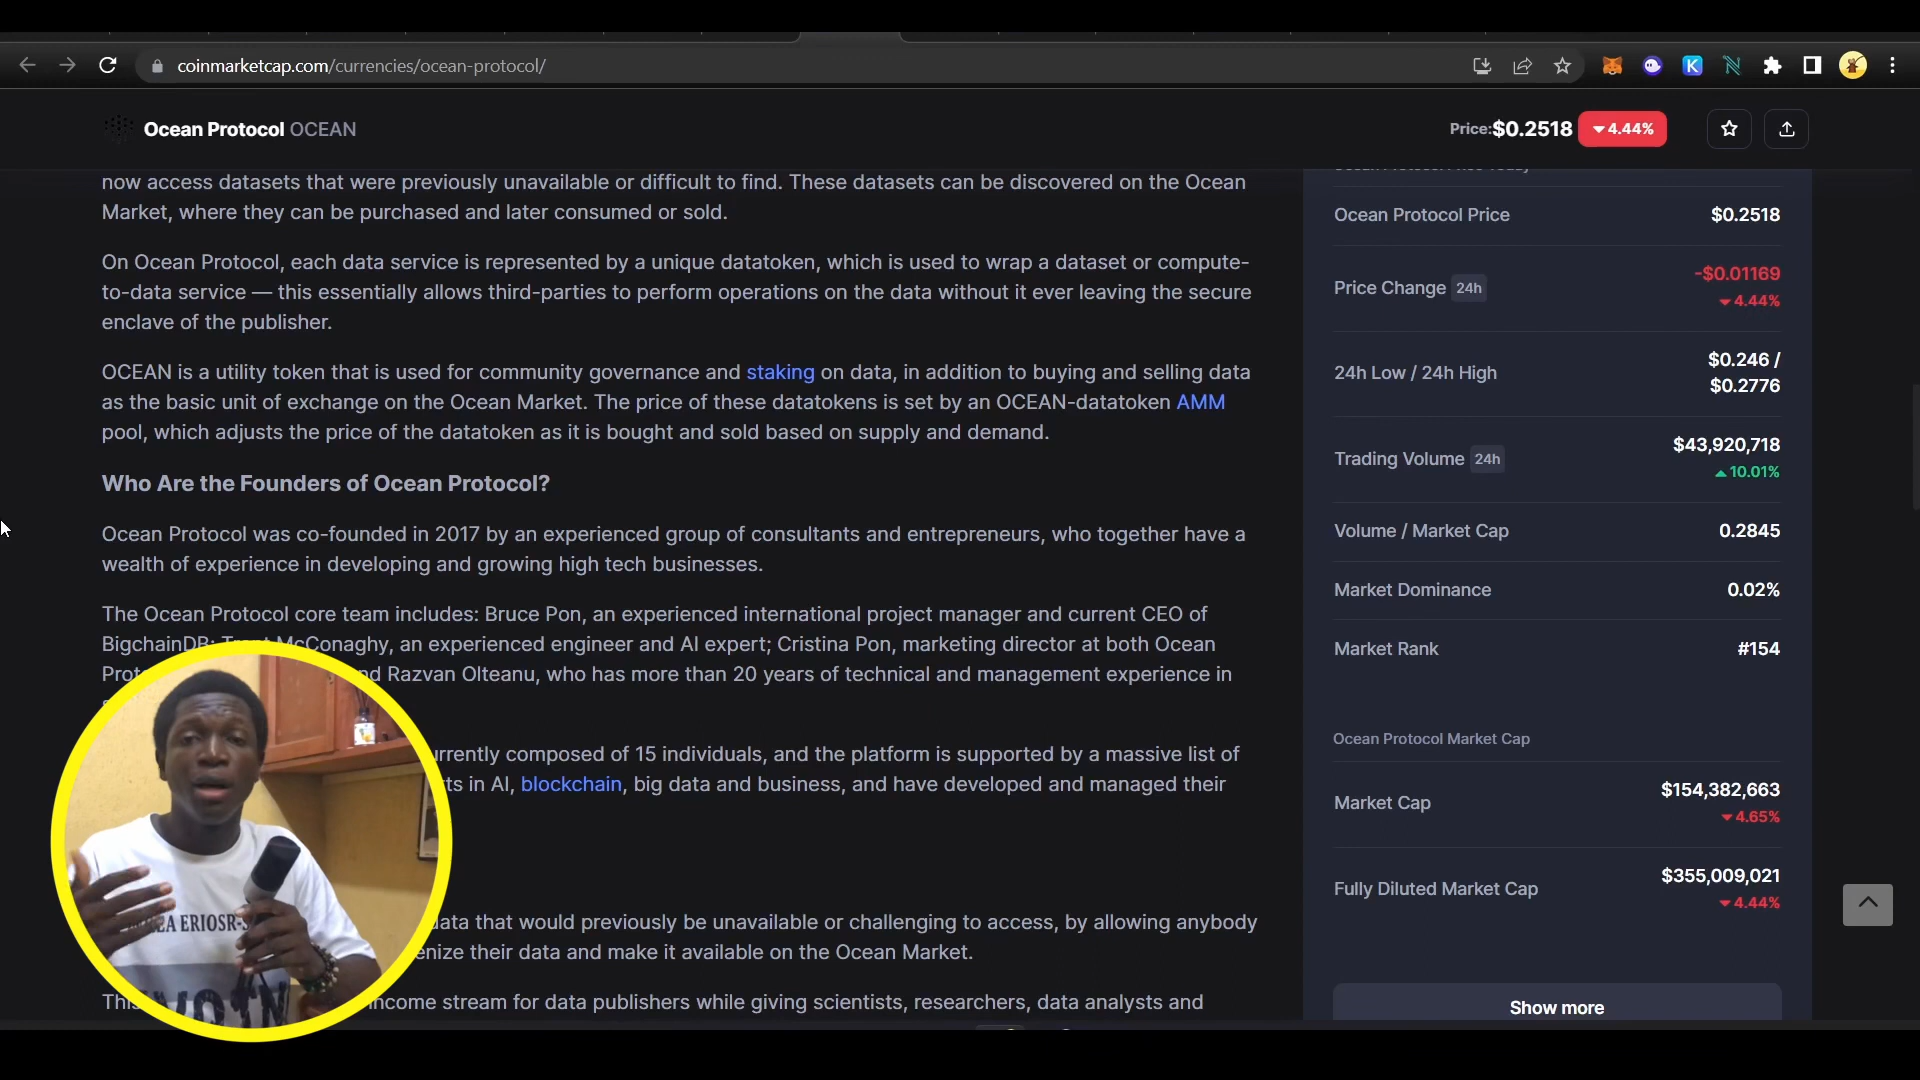 coinmarketcap.com/currencies/ocean-protocol/
Ocean Protocol OCEAN
Price:$0.2518 4.44%
now access datasets that were previously unavailable or difficult to find. These datasets can be discovered on the Ocean
Market, where they can be purchased and later consumed or sold.
On Ocean Protocol, each data service is represented by a unique datatoken, which is used to wrap a dataset or compute-
to-data service — this essentially allows third-parties to perform operations on the data without it ever leaving the secure
enclave of the publisher.
OCEAN is a utility token that is used for community governance and staking on data, in addition to buying and selling data
as the basic unit of exchange on the Ocean Market. The price of these datatokens is set by an OCEAN-datatoken AMM
pool, which adjusts the price of the datatoken as it is bought and sold based on supply and demand.
Who Are the Founders of Ocean Protocol?
Ocean Protocol was co-founded in 2017 by an experienced group of consultants and entrepreneurs, who together have a
wealth of experience in developing and growing high tech businesses.
The Ocean Protocol core team includes: Bruce Pon, an experienced international project manager and current CEO of
BigchainDB; Trent McConaghy, an experienced engineer and AI expert; Cristina Pon, marketing director at both Ocean
Razvan Olteanu, who has more than 20 years of technical and management experience in
composed of 15 individuals, and the platform is supported by a massive list of
in AI, blockchain, big data and business, and have developed and managed their
that would previously be unavailable or challenging to access, by allowing anybody
their data and make it available on the Ocean Market.
income stream for data publishers while giving scientists, researchers, data analysts and
Ocean Protocol Price $0.2518
Price Change 24h -$0.01169
4.44%
24h Low / 24h High $0.246 /
$0.2776
Trading Volume 24h $43,920,718
10.01%
Volume / Market Cap 0.2845
Market Dominance 0.02%
Market Rank #154
Ocean Protocol Market Cap
Market Cap $154,382,663
4.65%
Fully Diluted Market Cap $355,009,021
4.44%
Show more